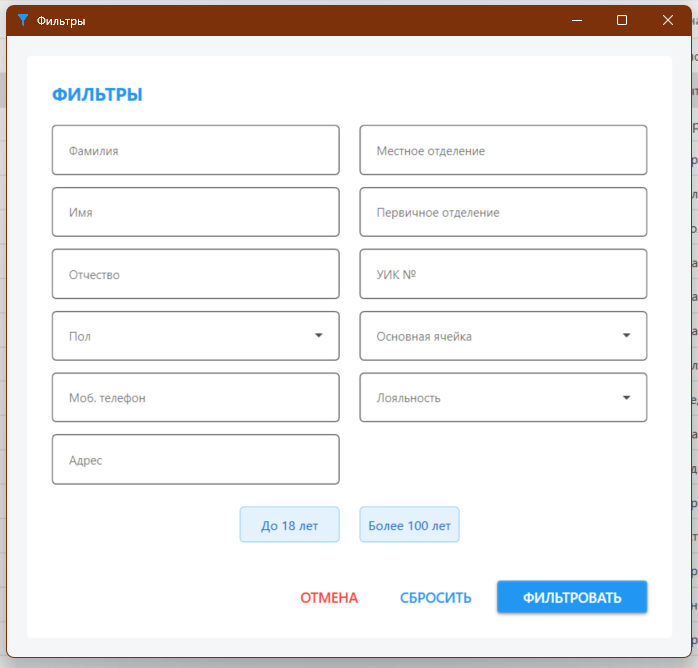 Фильтры
ФИЛЬТРЫ
Фамилия
Местное отделение
Имя
Первичное отделение
Отчество
УИК №
Пол
Основная ячейка
Моб. телефон
Лояльность
Адрес
До 18 лет
Более 100 лет
ОТМЕНА
СБРОСИТЬ
ФИЛЬТРОВАТЬ